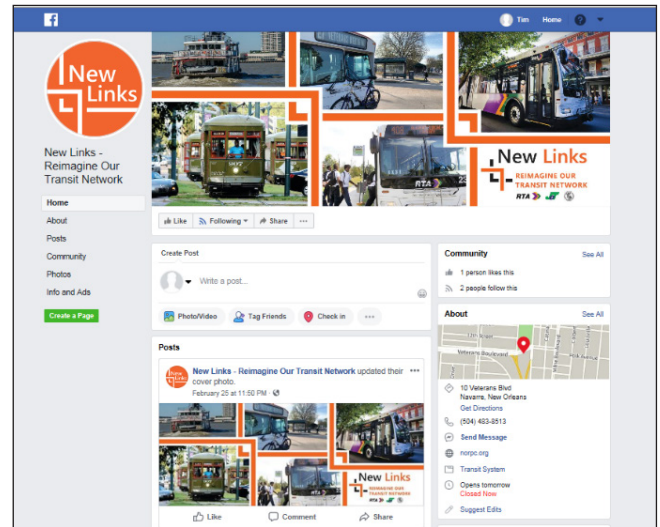 Tim Home
New
Links
New Links -
Reimagine Our
Transit Network
Home
About
Posts
Community
Photos
Info and Ads
Create a Page
RTA
New Links
REIMAGINE OUR
TRANSIT NETWORK
RTA
Like Following Share
Create Post
Write a post...
Photo/Video Tag Friends Check in
Posts
New Links - Reimagine Our Transit Network updated their
cover photo.
February 25 at 11:50 PM
New Links
REIMAGINE OUR
TRANSIT NETWORK
Like Comment Share
Community See All
1 person likes this
2 people follow this
About See All
Veterans Boulevard
10 Veterans Blvd
Navarre, New Orleans
Get Directions
(504) 483-8513
Send Message
norpc.org
Transit System
Opens tomorrow
Closed Now
Suggest Edits